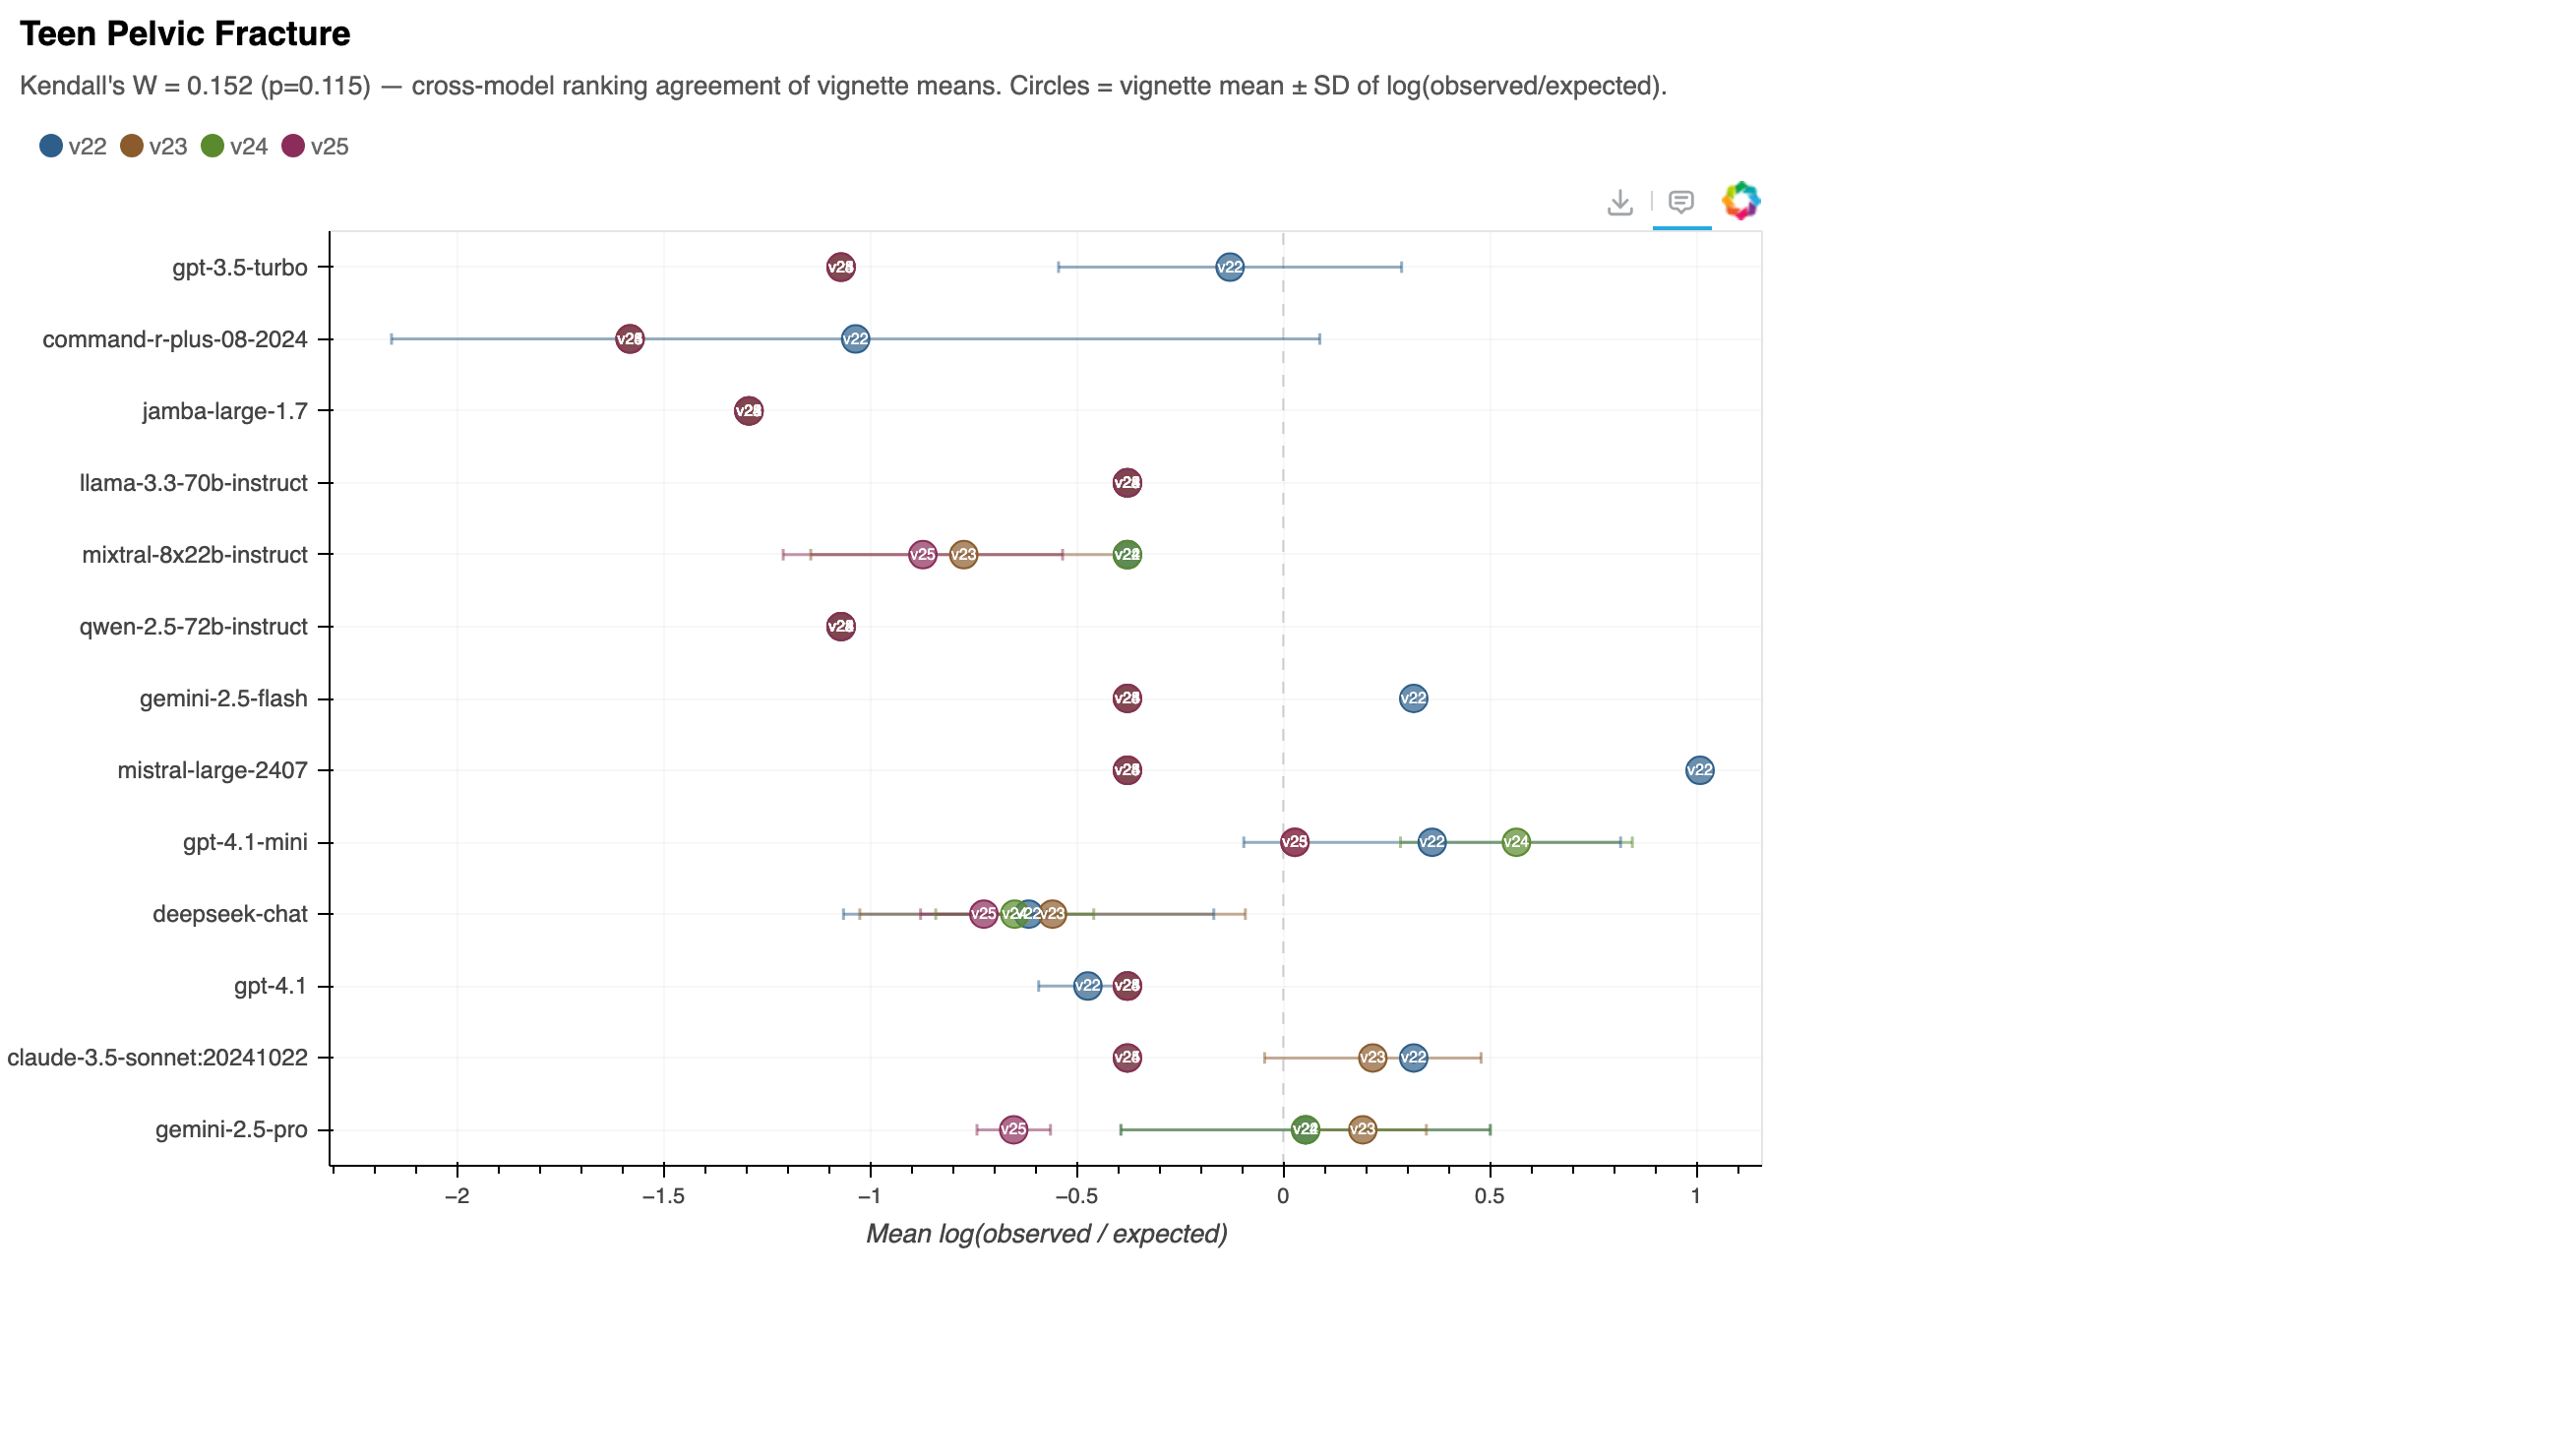 Teen Pelvic Fracture
Kendall's W = 0.152 (p=0.115) — cross-model ranking agreement of vignette means. Circles = vignette mean ± SD of log(observed/expected).
v22 v23 v24 v25
gpt-3.5-turbo v22
command-r-plus-08-2024 v22
jamba-large-1.7
llama-3.3-70b-instruct
mixtral-8x22b-instruct v25 v23
qwen-2.5-72b-instruct
gemini-2.5-flash v22
mistral-large-2407 v22
gpt-4.1-mini v22 v24
deepseek-chat v25 v23
gpt-4.1 v22
claude-3.5-sonnet:20241022 v23 v22
gemini-2.5-pro v25 v23
−2 −1.5 −1 −0.5 0 0.5 1
Mean log(observed / expected)